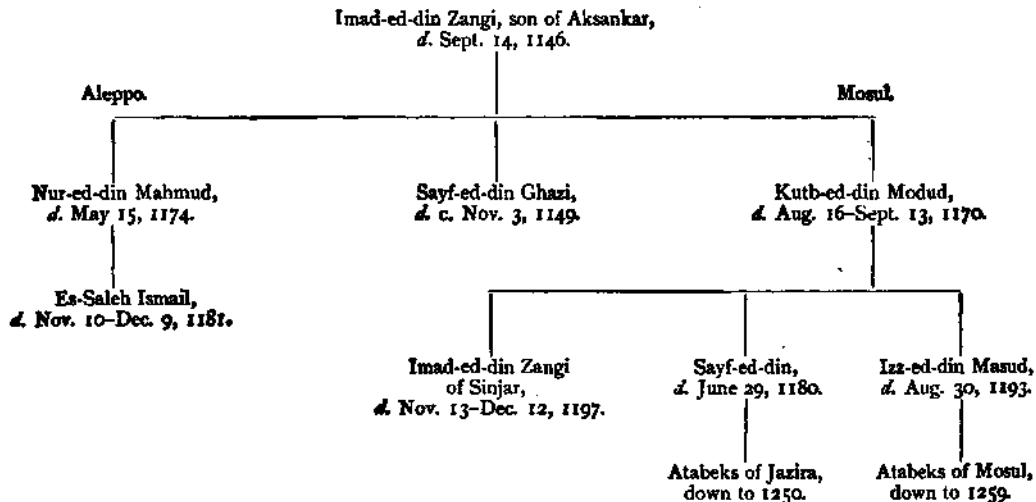 Imad-ed-din Zangi, son of Aksankar,
d. Sept. 14, 1146.
Aleppo.
Mosul.
Nur-ed-din Mahmud,
d. May 15, 1174.
Sayf-ed-din Ghazi,
d. c. Nov. 3, 1149.
Kutb-ed-din Modud,
d. Aug. 16–Sept. 13, 1170.
Es-Saleh Ismail,
d. Nov. 10–Dec. 9, 1181.
Imad-ed-din Zangi
of Sinjar,
d. Nov. 13–Dec. 12, 1197.
Sayf-ed-din,
d. June 29, 1180.
Izz-ed-din Masud,
d. Aug. 30, 1193.
Atabeks of Jazira,
down to 1250.
Atabeks of Mosul,
down to 1259.